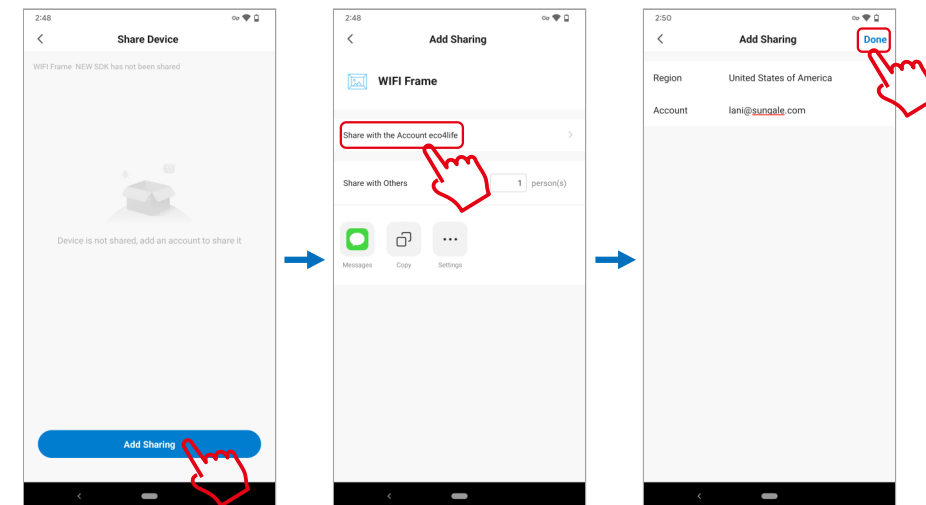 2:48
Share Device
WIFI Frame NEW SDK has not been shared
Device is not shared, add an account to share it
Add Sharing
2:48
Add Sharing
WIFI Frame
Share with the Account eco4life
Share with Others 1 person(s)
Messages Copy Settings
2:50
Add Sharing Done
Region United States of America
Account lani@sungale.com